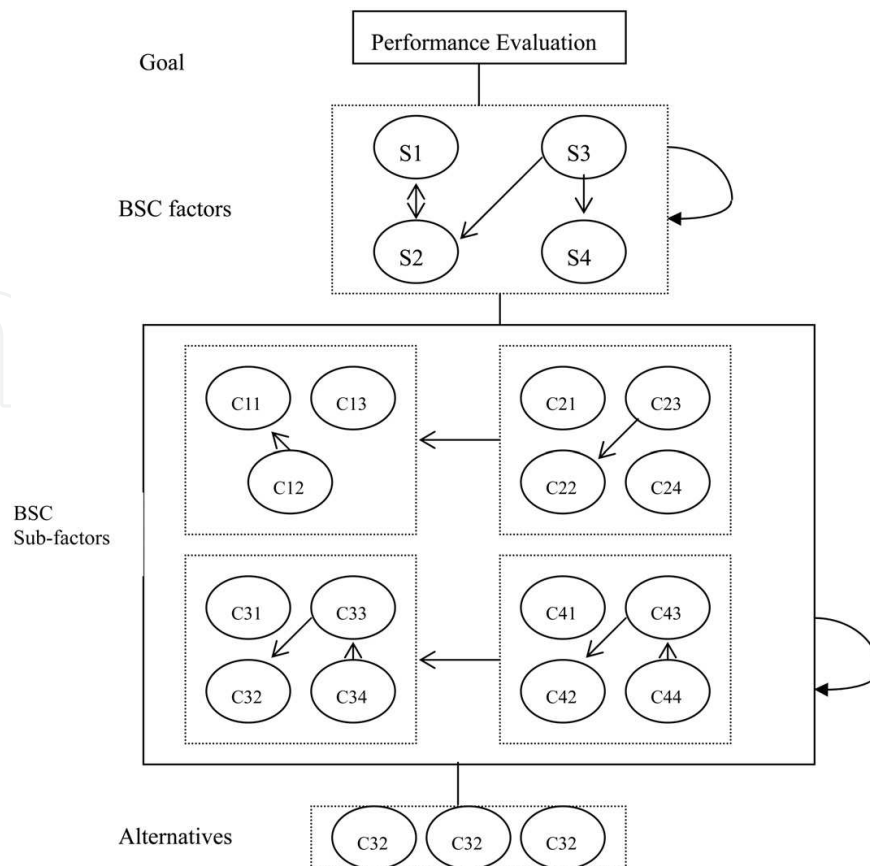 Performance Evaluation
Goal
S1 S3
BSC factors
S2 S4
C11 C13 C21 C23
C12 C22 C24
BSC
Sub-factors
C31 C33 C41 C43
C32 C34 C42 C44
Alternatives
C32 C32 C32